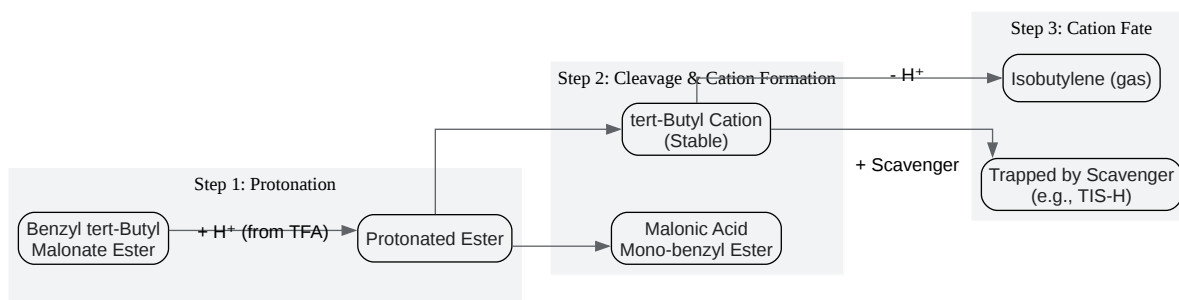 Step 3: Cation Fate
Step 2: Cleavage & Cation Formation
- H⁺
Isobutylene (gas)
tert-Butyl Cation
(Stable)
+ Scavenger
Trapped by Scavenger
(e.g., TIS-H)
Step 1: Protonation
Benzyl tert-Butyl
Malonate Ester
+ H⁺ (from TFA)
Protonated Ester
Malonic Acid
Mono-benzyl Ester